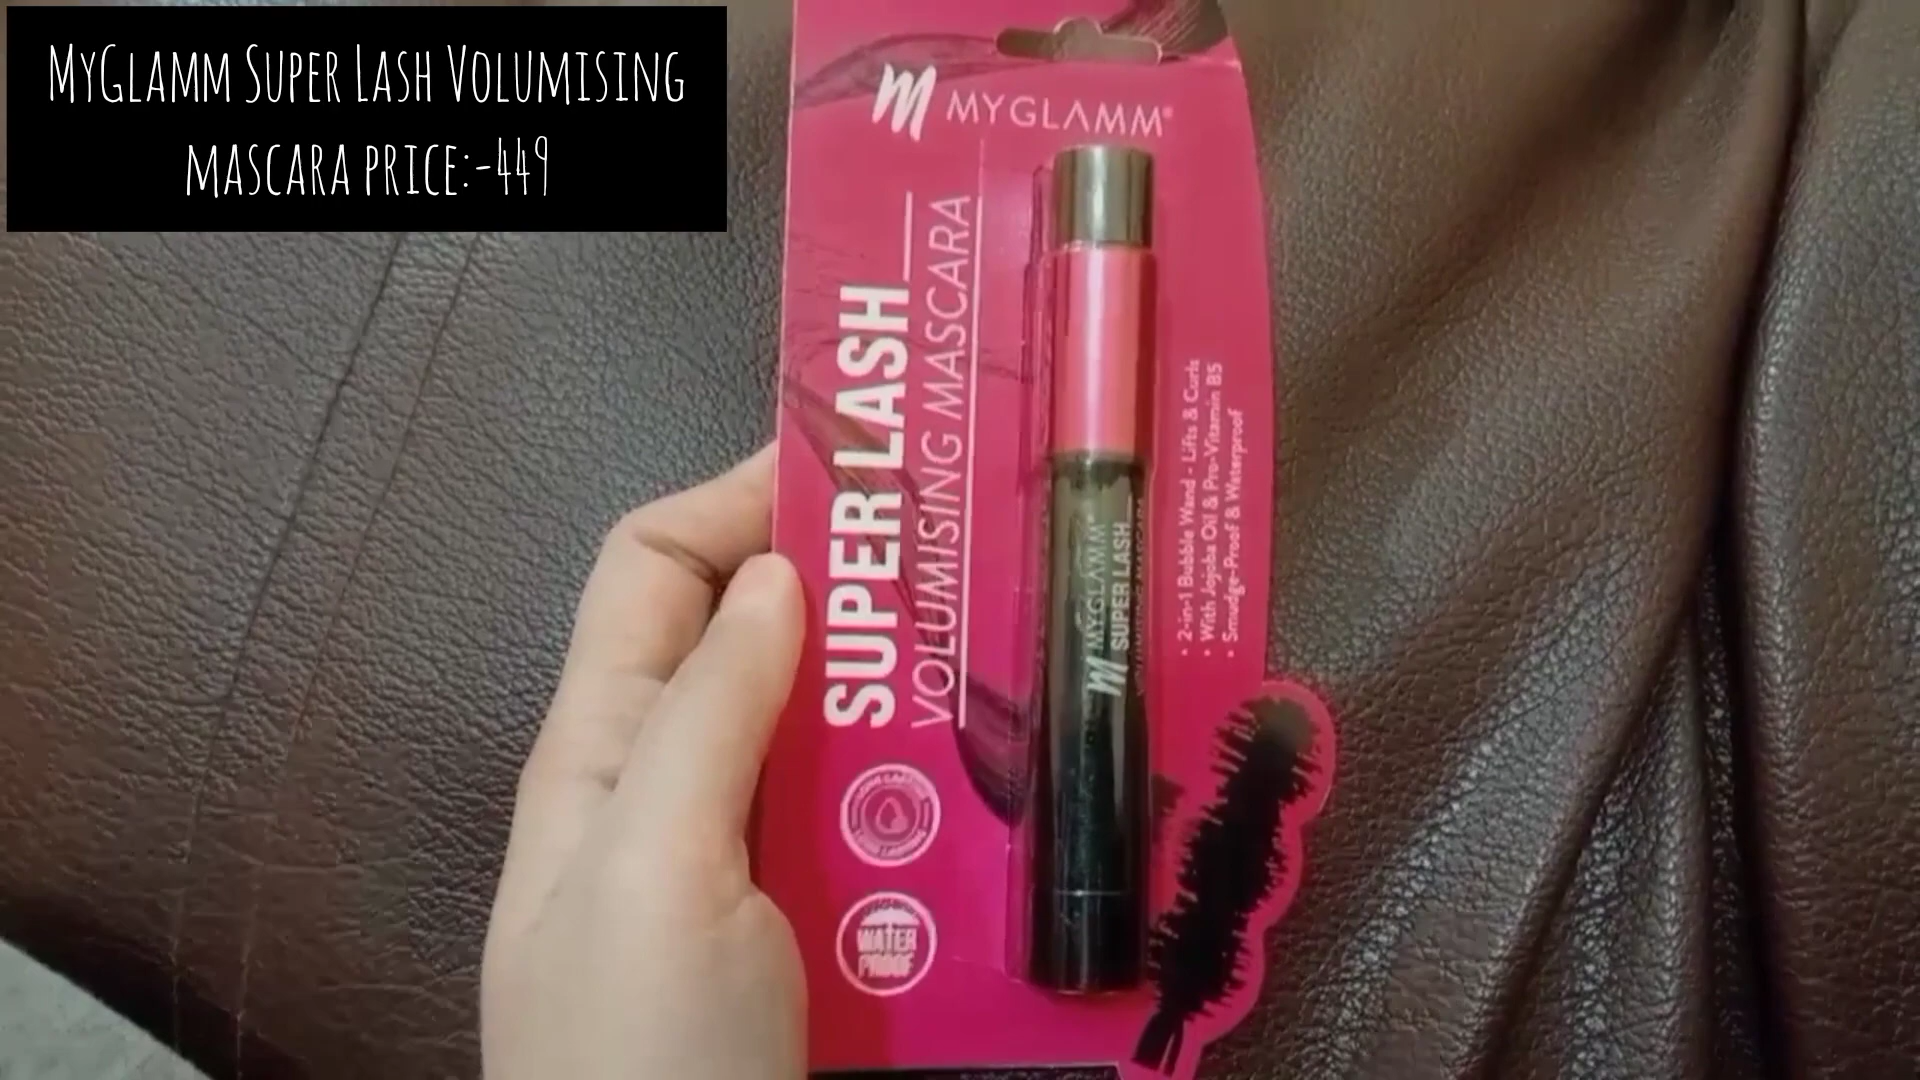 MyGlamm Super Lash Volumising
mascara price:-449
M MYGLAMM®
SUPER LASH
VOLUMISING MASCARA
M MYGLAMM®
SUPER LASH
• 2-in-1 Bubble Wand - Lifts & Curls
• With Jojoba Oil & Pro-Vitamin B5
• Smudge-Proof & Waterproof
WATER
PROOF